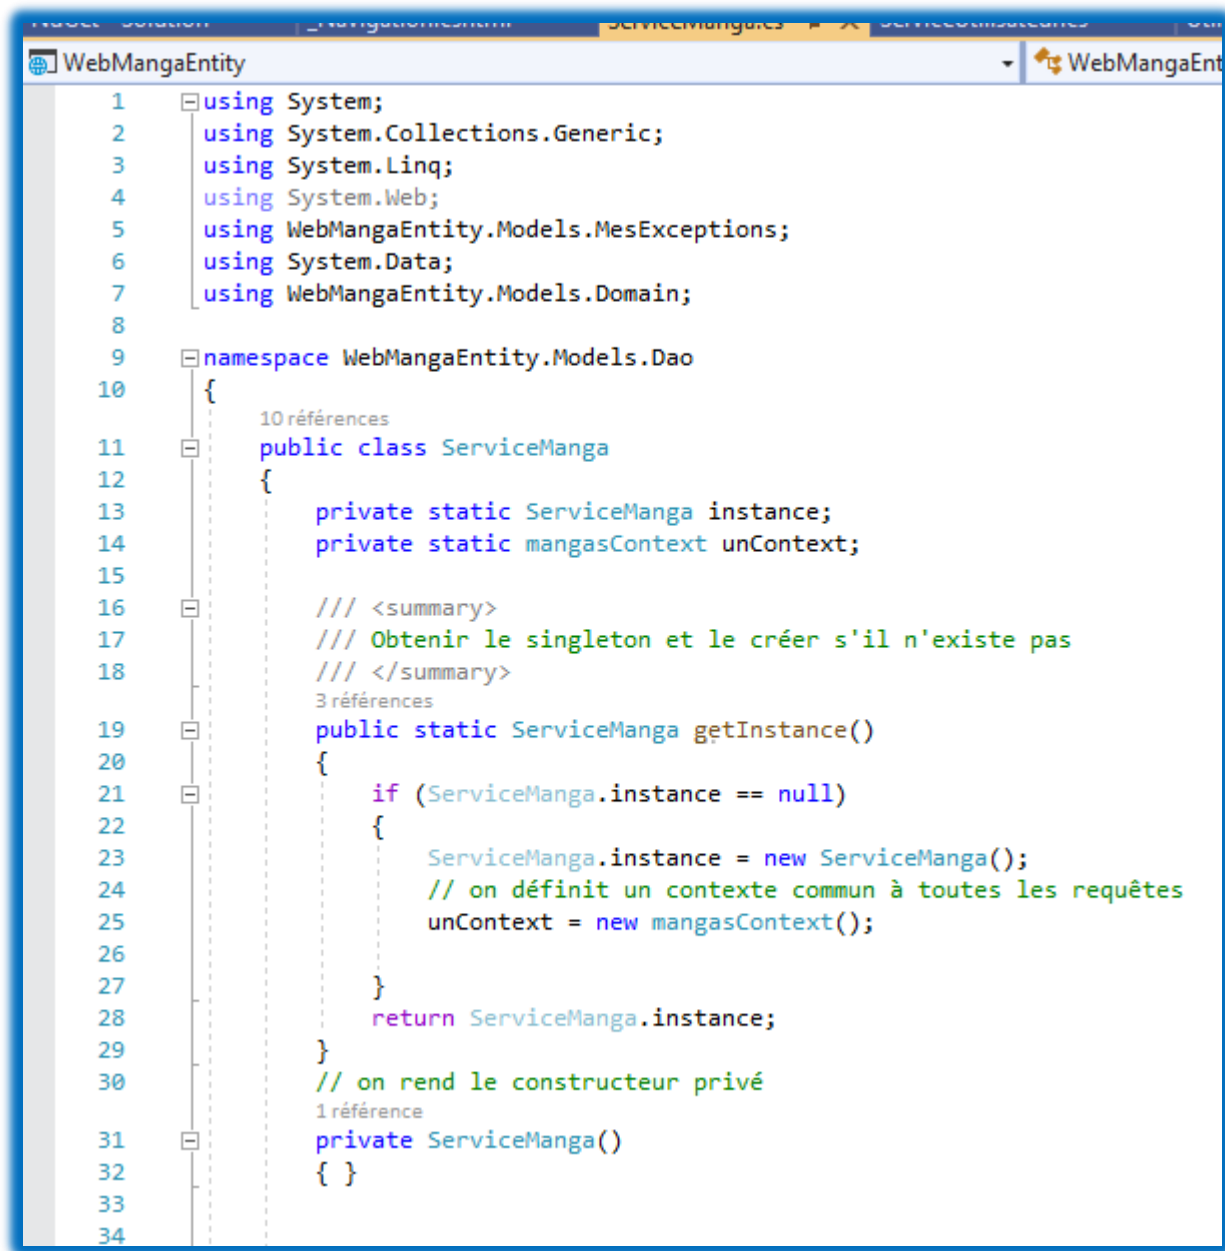 ServiceManga.cs
WebMangaEntity WebMangaEnt
1 using System;
2 using System.Collections.Generic;
3 using System.Linq;
4 using System.Web;
5 using WebMangaEntity.Models.MesExceptions;
6 using System.Data;
7 using WebMangaEntity.Models.Domain;
8
9 namespace WebMangaEntity.Models.Dao
10 {
10 références
11 public class ServiceManga
12 {
13 private static ServiceManga instance;
14 private static mangasContext unContext;
15
16 /// <summary>
17 /// Obtenir le singleton et le créer s'il n'existe pas
18 /// </summary>
3 références
19 public static ServiceManga getInstance()
20 {
21 if (ServiceManga.instance == null)
22 {
23 ServiceManga.instance = new ServiceManga();
24 // on définit un contexte commun à toutes les requêtes
25 unContext = new mangasContext();
26
27 }
28 return ServiceManga.instance;
29 }
30 // on rend le constructeur privé
1 référence
31 private ServiceManga()
32 { }
33
34